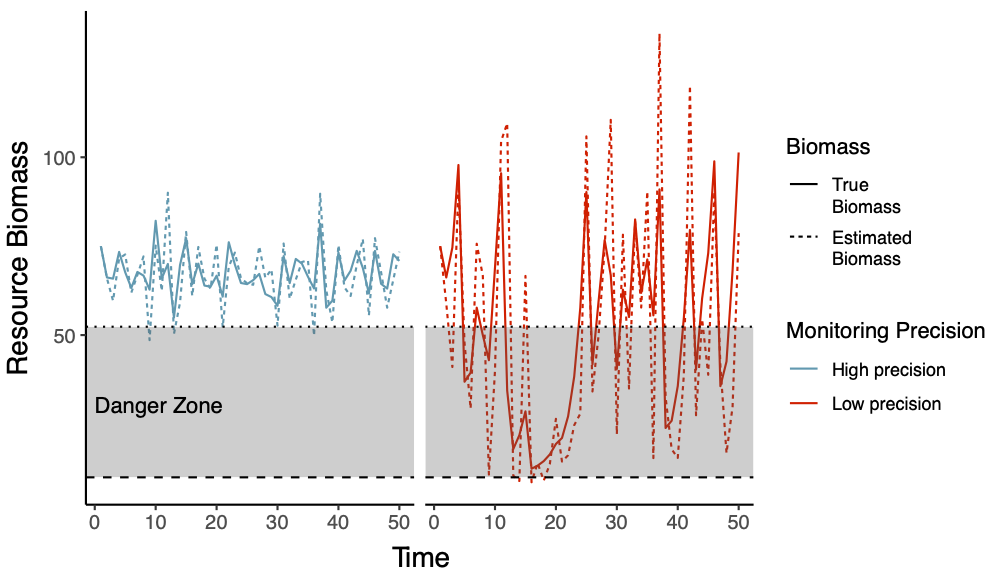 Resource Biomass
100
50
Danger Zone
0 10 20 30 40 50 0 10 20 30 40 50
Time
Biomass
True
Biomass
Estimated
Biomass
Monitoring Precision
High precision
Low precision